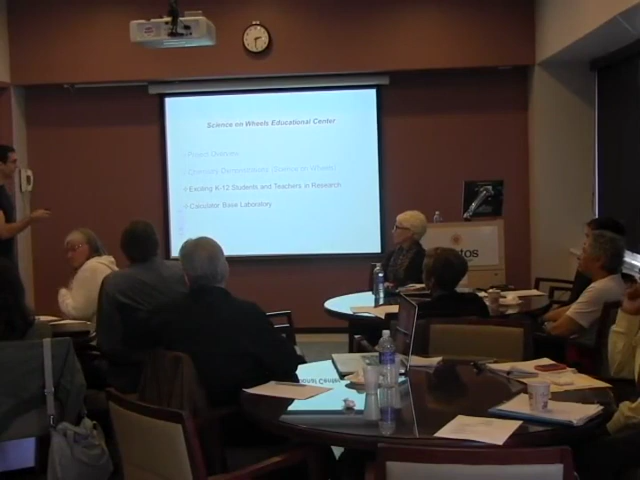 Science on Wheels Educational Center
Project Overview
Chemistry Demonstrations (Science on Wheels)
Exciting K-12 Students and Teachers in Research
Calculator Base Laboratory
tos